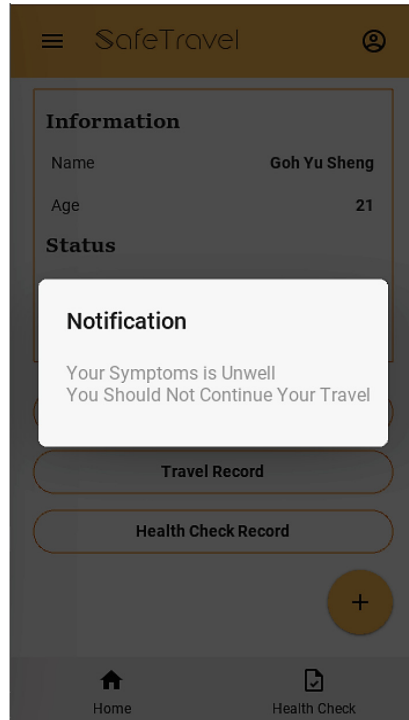 SafeTravel
Information
Name Goh Yu Sheng
Age 21
Status
Notification
Your Symptoms is Unwell
You Should Not Continue Your Travel
Travel Record
Health Check Record
+
Home Health Check